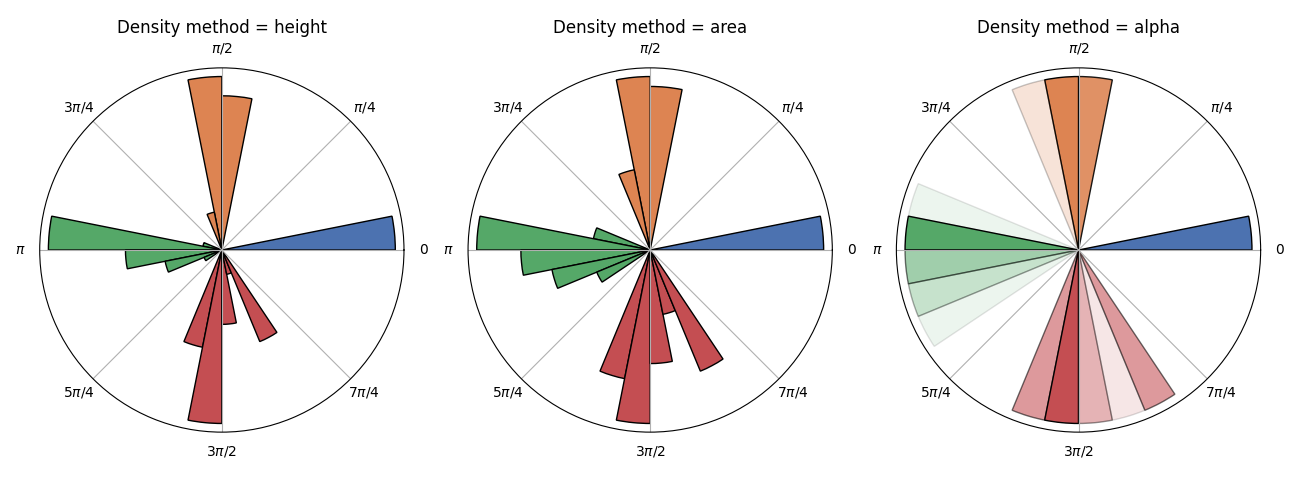 Density method = height
π/2
3π/4
π/4
π
0
5π/4
7π/4
3π/2
Density method = area
π/2
3π/4
π/4
π
0
5π/4
7π/4
3π/2
Density method = alpha
π/2
3π/4
π/4
π
0
5π/4
7π/4
3π/2